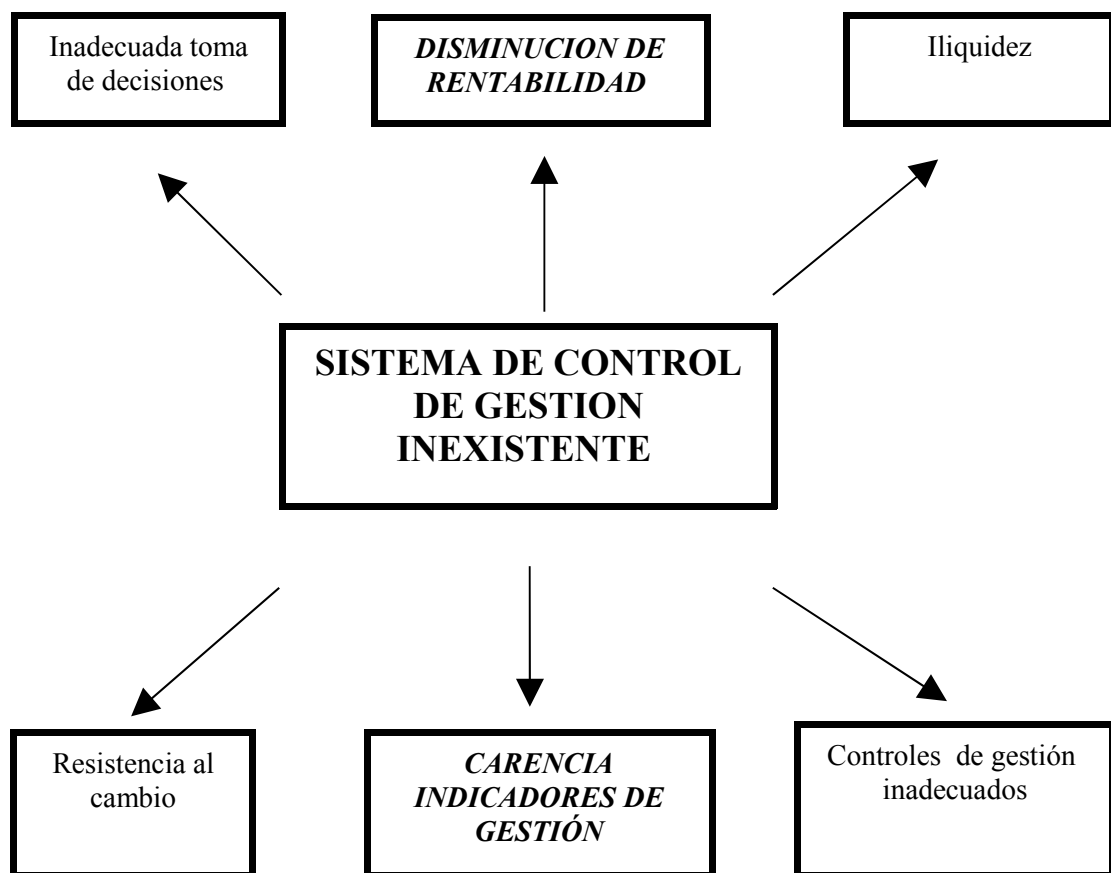 Inadecuada toma
de decisiones
DISMINUCION DE
RENTABILIDAD
Iliquidez
SISTEMA DE CONTROL
DE GESTION
INEXISTENTE
Resistencia al
cambio
CARENCIA
INDICADORES DE
GESTIÓN
Controles  de gestión
inadecuados